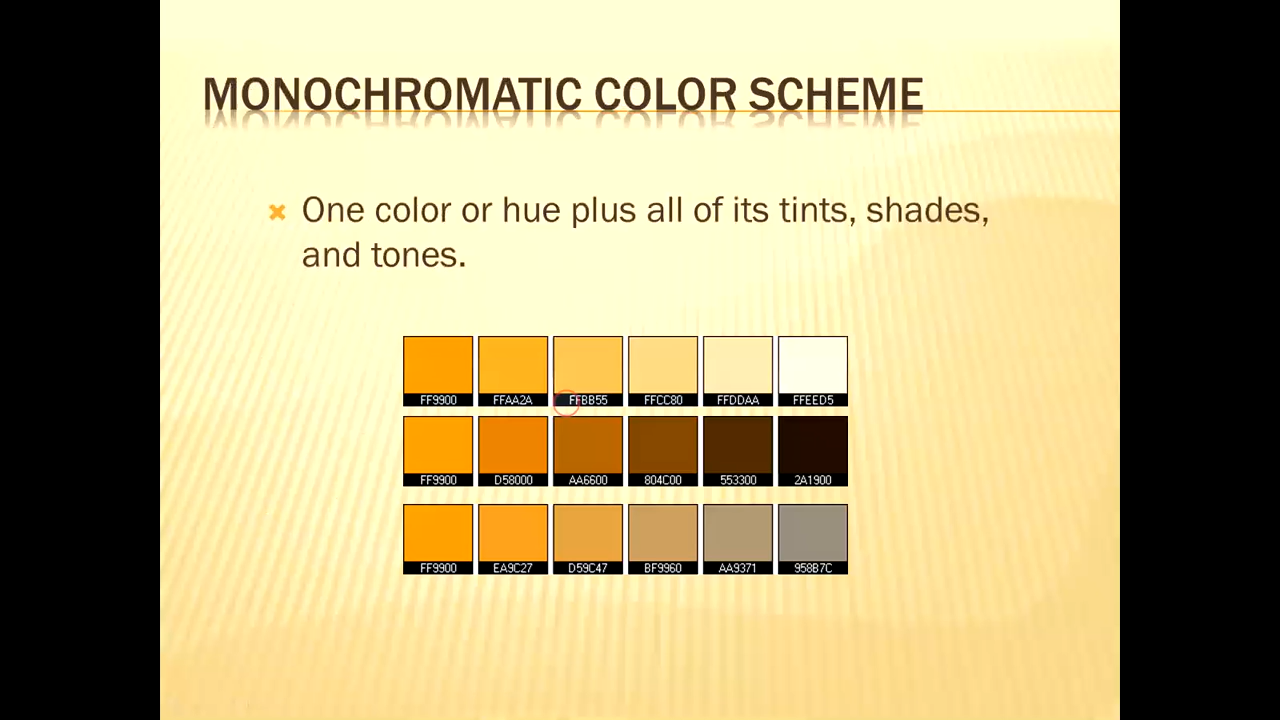 MONOCHROMATIC COLOR SCHEME
One color or hue plus all of its tints, shades,
and tones.
FF9900 FFAA2A FFBB55 FFCC80 FFDDAA FFEED5
FF9900 D58000 AA6600 804C00 553300 2A1900
FF9900 EA9C27 D59C47 BF9960 AA9371 958B7C